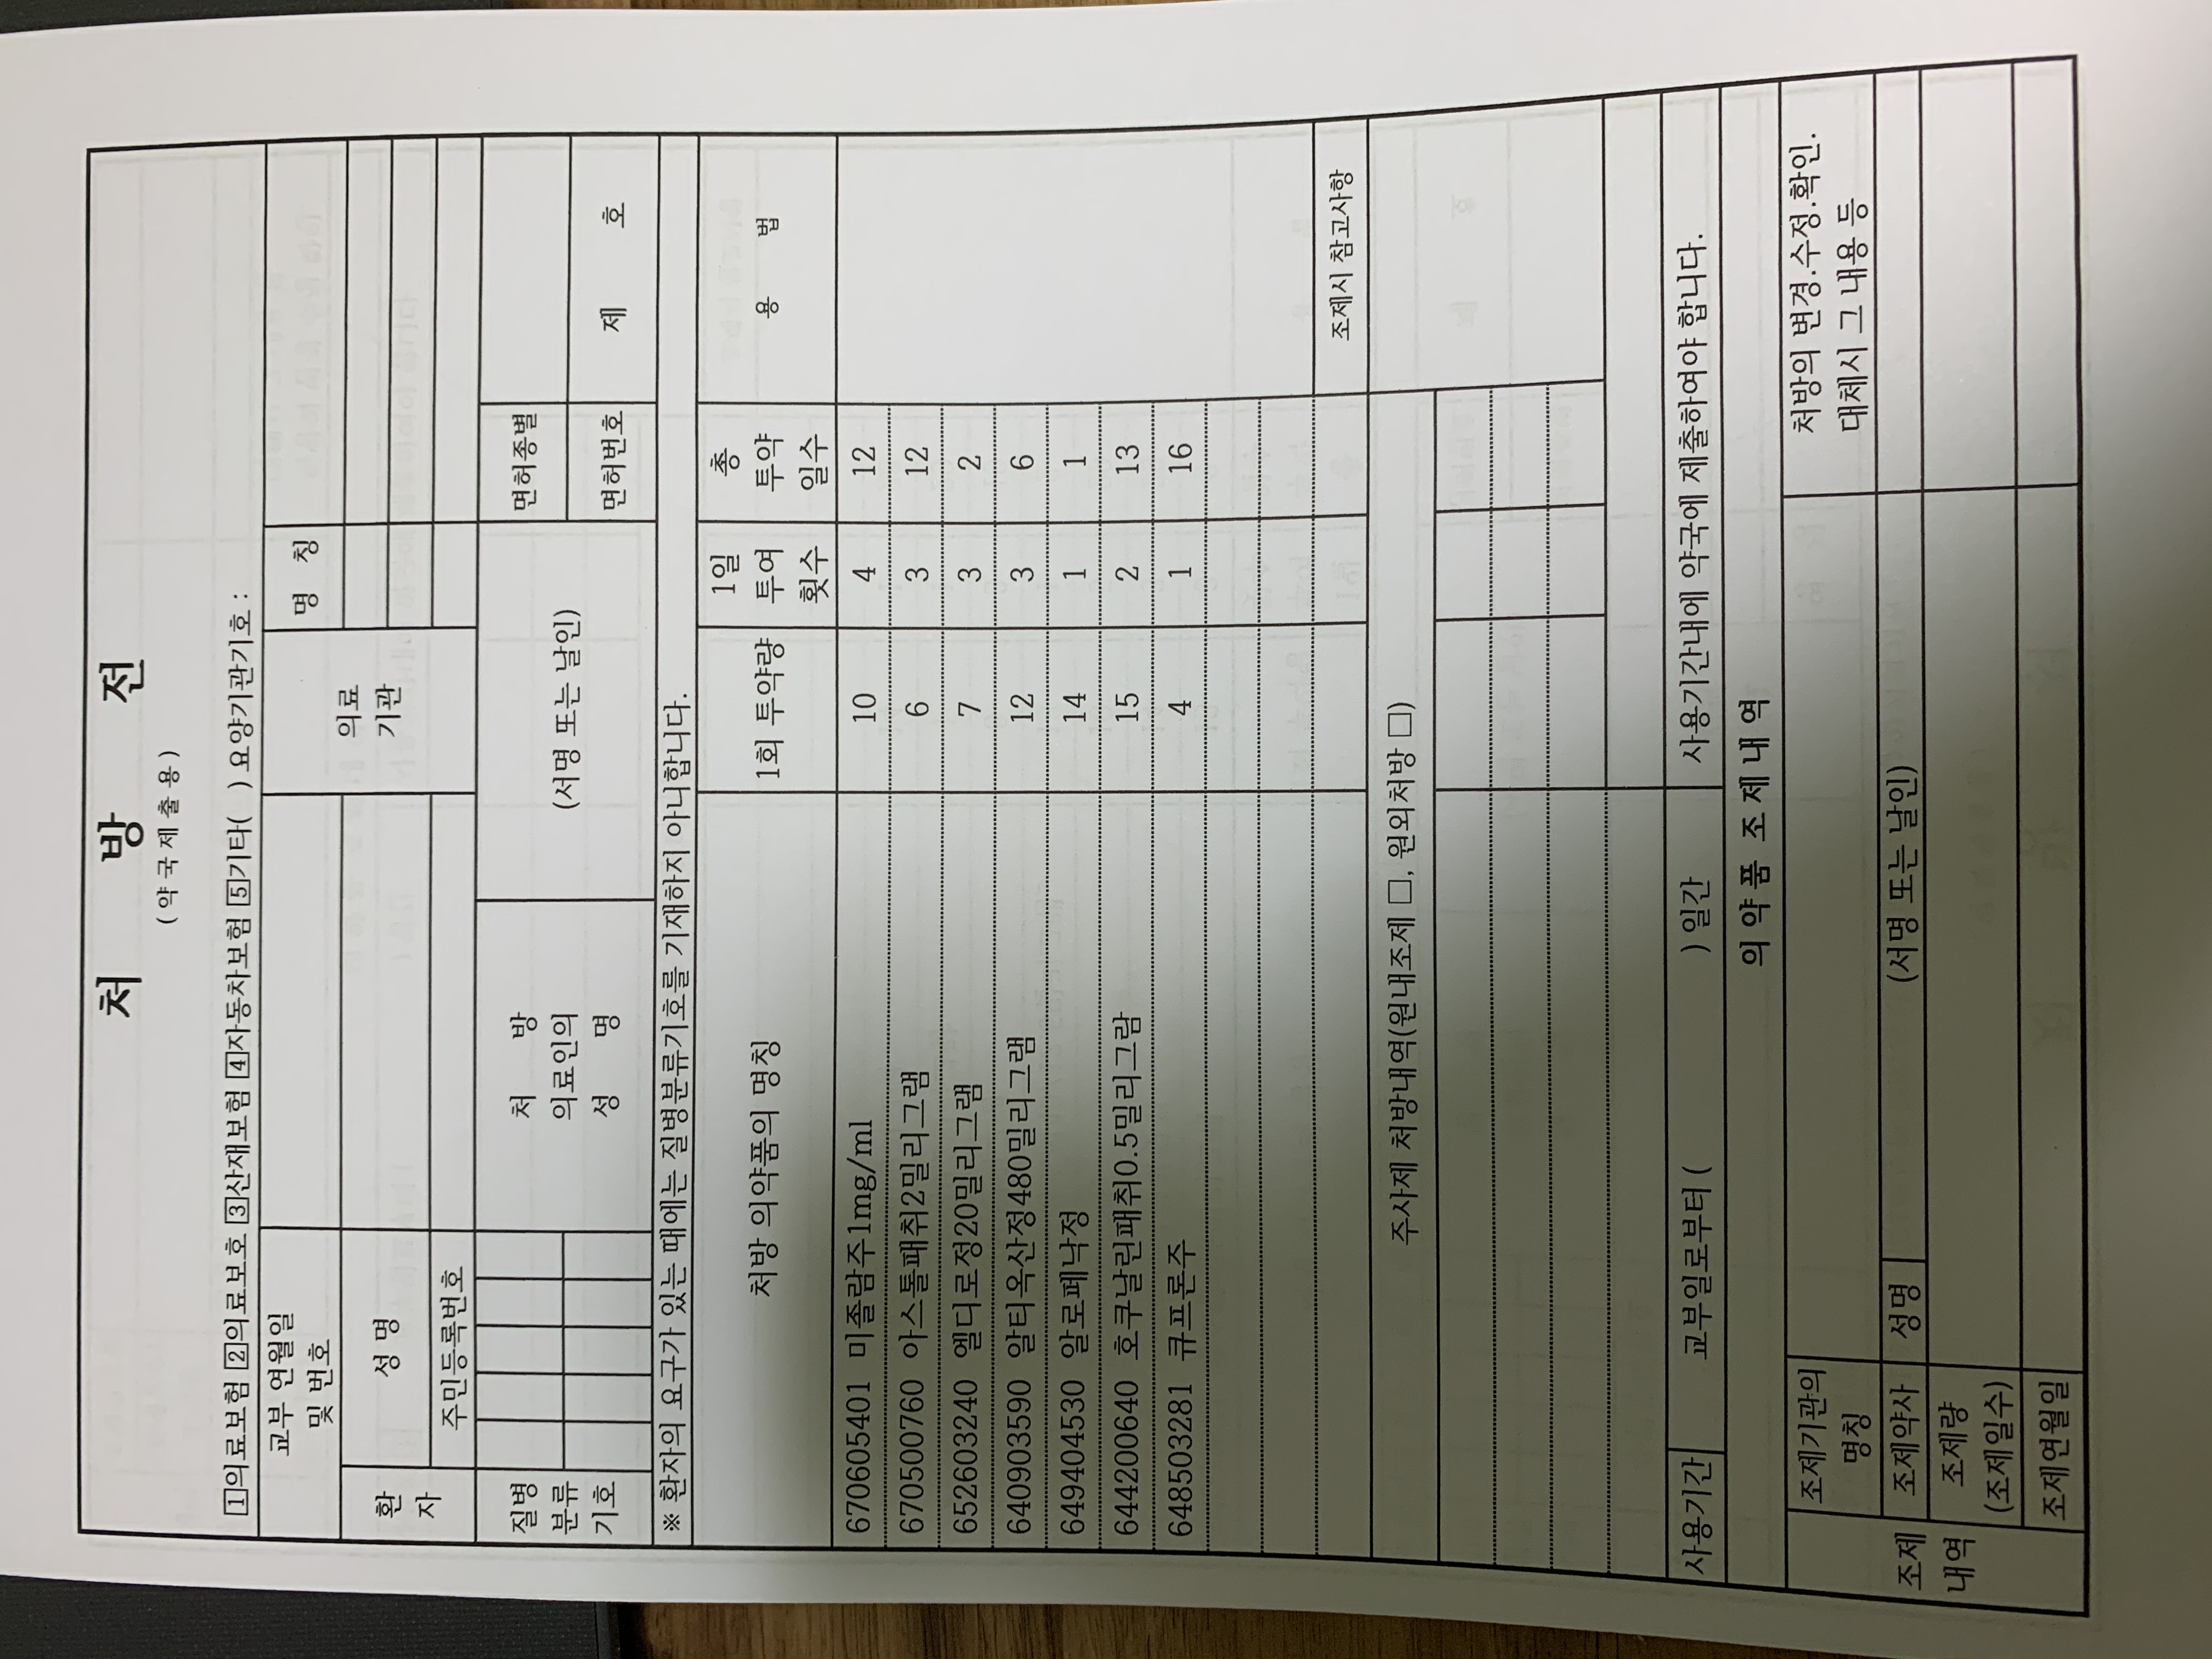 처 방 전
(약국제출용)
1의료보험 2의료보호 3산재보험 4자동차보험 5기타( ) 요양기관기호 :
교부 연월일
및 번호
의료
기관
명 칭
환
자
성 명
주민등록번호
질병
분류
기호
처 방
의료인의
성 명
(서명 또는 날인)
면허종별
면허번호
제 호
※ 환자의 요구가 있는 때에는 질병분류기호를 기재하지 아니합니다.
처방 의약품의 명칭
1회 투약량
1일
투여
횟수
총
투약
일수
용 법
670605401 미졸람주1mg/ml 10 4 12
670500760 아스톨패취2밀리그램 6 3 12
652603240 엘디로정20밀리그램 7 3 2
640903590 알티옥산정480밀리그램 12 3 6
649404530 알로페낙정 14 1 1
644200640 호쿠날린패취0.5밀리그람 15 2 13
648503281 큐프론주 4 1 16
조제시 참고사항
주사제 처방내역(원내조제 □, 원외처방 □)
사용기간 교부일로부터 ( ) 일간 사용기간내에 약국에 제출하여야 합니다.
의약품 조제내역
조제
내역
조제기관의
명칭
처방의 변경.수정.확인.
대체시 그 내용 등
조제약사 성명 (서명 또는 날인)
조제량
(조제일수)
조제연월일